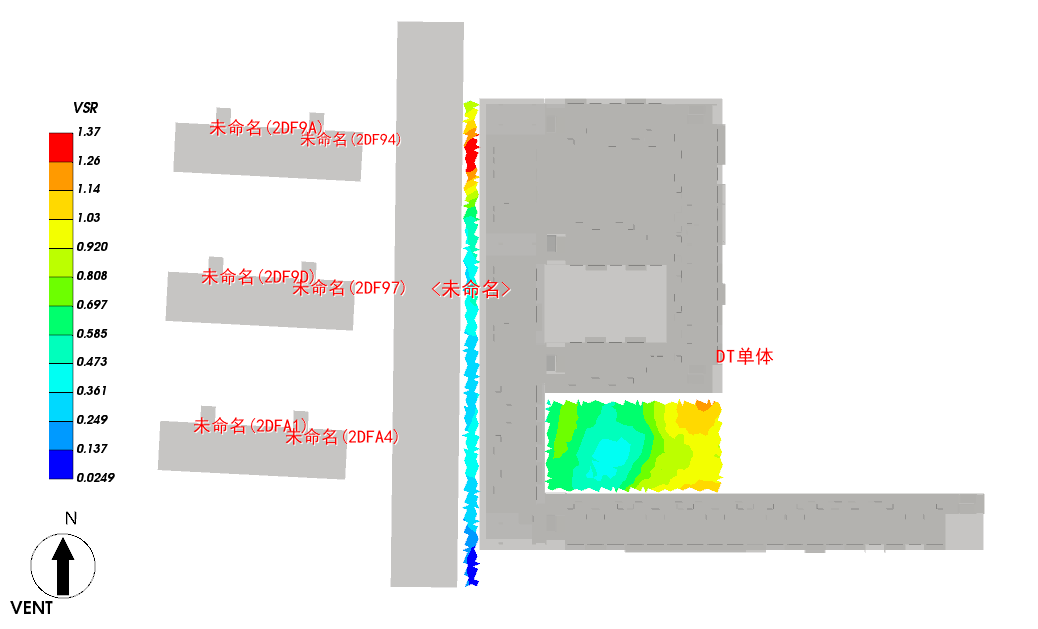 VSR
1.37
1.26
1.14
1.03
0.920
0.808
0.697
0.585
0.473
0.361
0.249
0.137
0.0249
未命名(2DF9A)
未命名(2DF94)
未命名(2DF9D)
未命名(2DF97)
<未命名>
DT单体
未命名(2DFA1)
未命名(2DFA4)
N
VENT